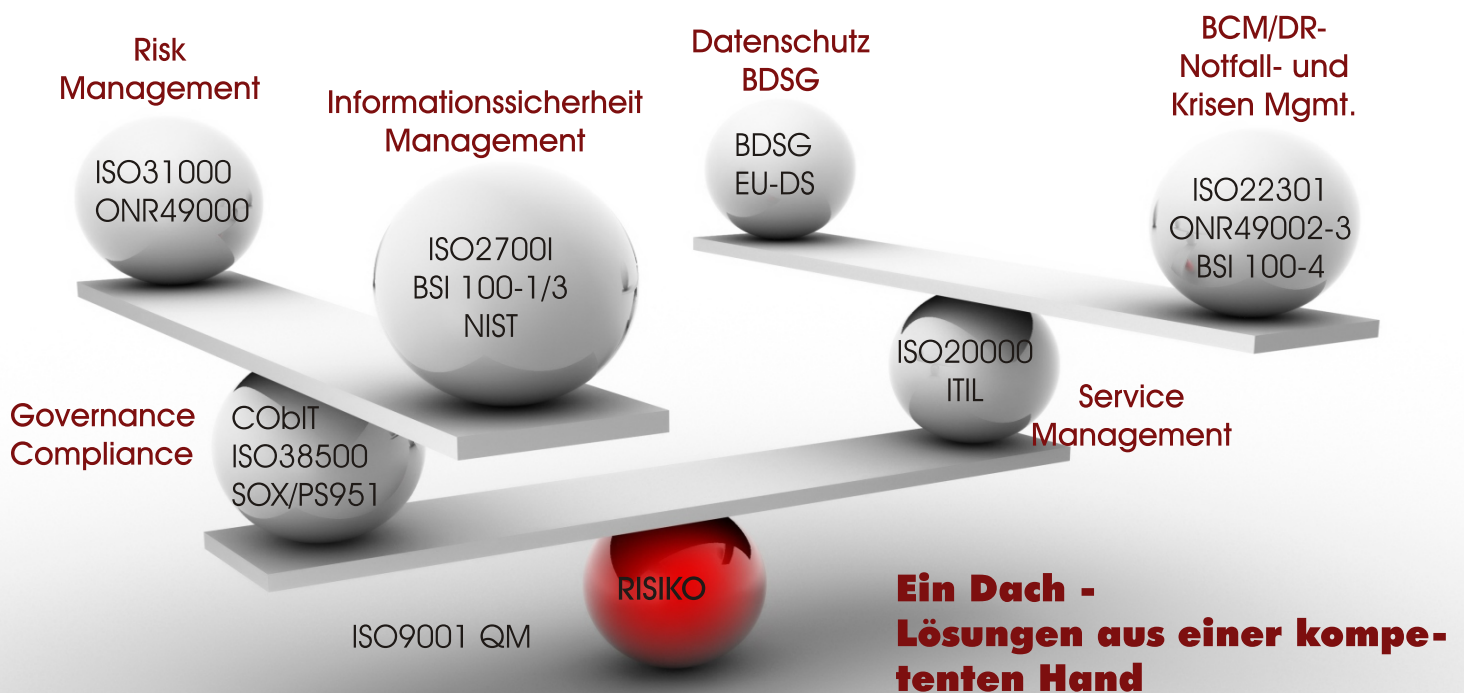 Risk
Management
ISO31000
ONR49000
Informationssicherheit
Management
ISO2700I
BSI 100-1/3
NIST
Datenschutz
BDSG
BDSG
EU-DS
BCM/DR-
Notfall- und
Krisen Mgmt.
ISO22301
ONR49002-3
BSI 100-4
Governance
Compliance
CObIT
ISO38500
SOX/PS951
ISO20000
ITIL
Service
Management
RISIKO
ISO9001 QM
Ein Dach -
Lösungen aus einer kompe-
tenten Hand